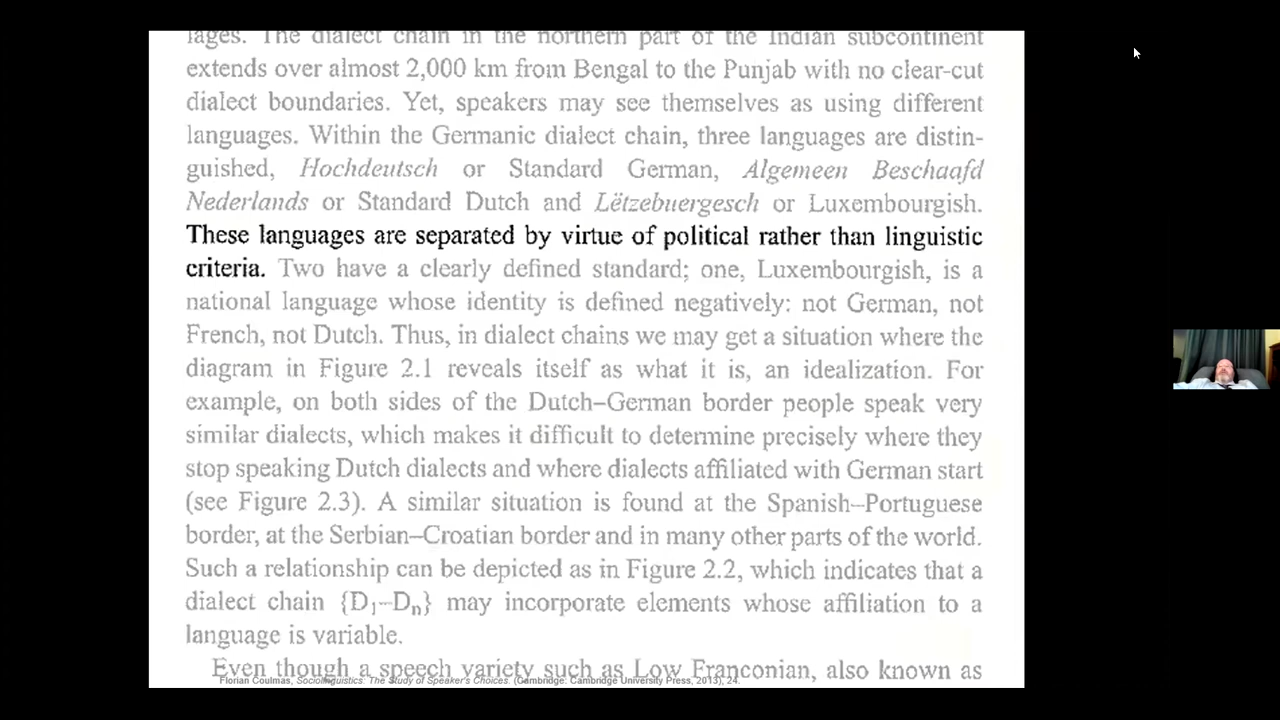 lages. The dialect chain in the northern part of the Indian subcontinent
extends over almost 2,000 km from Bengal to the Punjab with no clear-cut
dialect boundaries. Yet, speakers may see themselves as using different
languages. Within the Germanic dialect chain, three languages are distin-
guished, Hochdeutsch or Standard German, Algemeen Beschaafd
Nederlands or Standard Dutch and Lëtzebuergesch or Luxembourgish.
These languages are separated by virtue of political rather than linguistic
criteria. Two have a clearly defined standard; one, Luxembourgish, is a
national language whose identity is defined negatively: not German, not
French, not Dutch. Thus, in dialect chains we may get a situation where the
diagram in Figure 2.1 reveals itself as what it is, an idealization. For
example, on both sides of the Dutch–German border people speak very
similar dialects, which makes it difficult to determine precisely where they
stop speaking Dutch dialects and where dialects affiliated with German start
(see Figure 2.3). A similar situation is found at the Spanish–Portuguese
border, at the Serbian–Croatian border and in many other parts of the world.
Such a relationship can be depicted as in Figure 2.2, which indicates that a
dialect chain {D₁–Dₙ} may incorporate elements whose affiliation to a
language is variable.
Even though a speech variety such as Low Franconian, also known as
Florian Coulmas, Sociolinguistics: The Study of Speaker's Choices. (Cambridge: Cambridge University Press, 2013), 24.